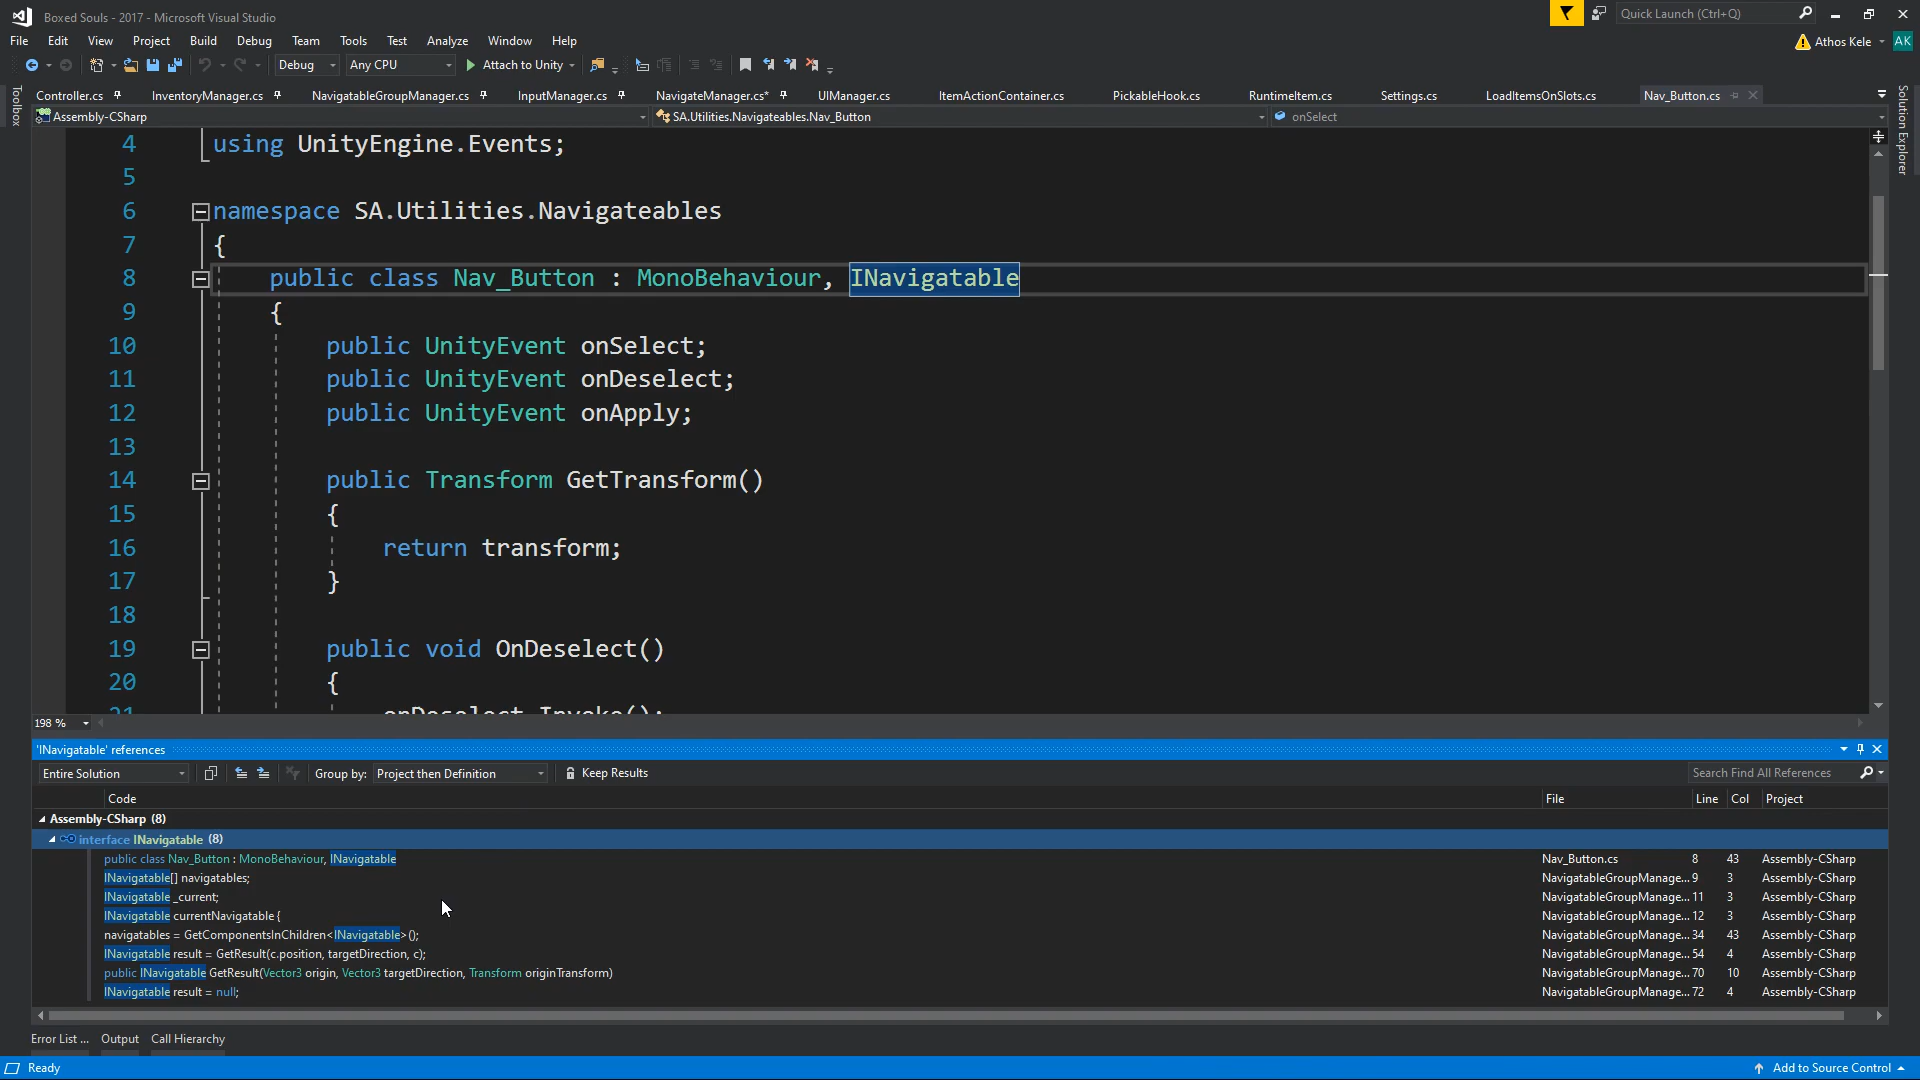 Boxed Souls - 2017 - Microsoft Visual Studio
Quick Launch (Ctrl+Q)
File Edit View Project Build Debug Team Tools Test Analyze Window Help
Athos Kele AK
Debug Any CPU Attach to Unity
Toolbox
Controller.cs InventoryManager.cs NavigatableGroupManager.cs InputManager.cs NavigateManager.cs* UIManager.cs ItemActionContainer.cs PickableHook.cs RuntimeItem.cs Settings.cs LoadItemsOnSlots.cs Nav_Button.cs
Solution Explorer
Assembly-CSharp SA.Utilities.Navigateables.Nav_Button onSelect
4 using UnityEngine.Events;
5
6 namespace SA.Utilities.Navigateables
7 {
8 public class Nav_Button : MonoBehaviour, INavigatable
9 {
10 public UnityEvent onSelect;
11 public UnityEvent onDeselect;
12 public UnityEvent onApply;
13
14 public Transform GetTransform()
15 {
16 return transform;
17 }
18
19 public void OnDeselect()
20 {
21 onDeselect.Invoke();
198 %
'INavigatable' references
Entire Solution Group by: Project then Definition Keep Results Search Find All References
Code File Line Col Project
Assembly-CSharp (8)
interface INavigatable (8)
public class Nav_Button : MonoBehaviour, INavigatable Nav_Button.cs 8 43 Assembly-CSharp
INavigatable[] navigatables; NavigatableGroupManage... 9 3 Assembly-CSharp
INavigatable _current; NavigatableGroupManage... 11 3 Assembly-CSharp
INavigatable currentNavigatable { NavigatableGroupManage... 12 3 Assembly-CSharp
navigatables = GetComponentsInChildren<INavigatable>(); NavigatableGroupManage... 34 43 Assembly-CSharp
INavigatable result = GetResult(c.position, targetDirection, c); NavigatableGroupManage... 54 4 Assembly-CSharp
public INavigatable GetResult(Vector3 origin, Vector3 targetDirection, Transform originTransform) NavigatableGroupManage... 70 10 Assembly-CSharp
INavigatable result = null; NavigatableGroupManage... 72 4 Assembly-CSharp
Error List ... Output Call Hierarchy
Ready Add to Source Control